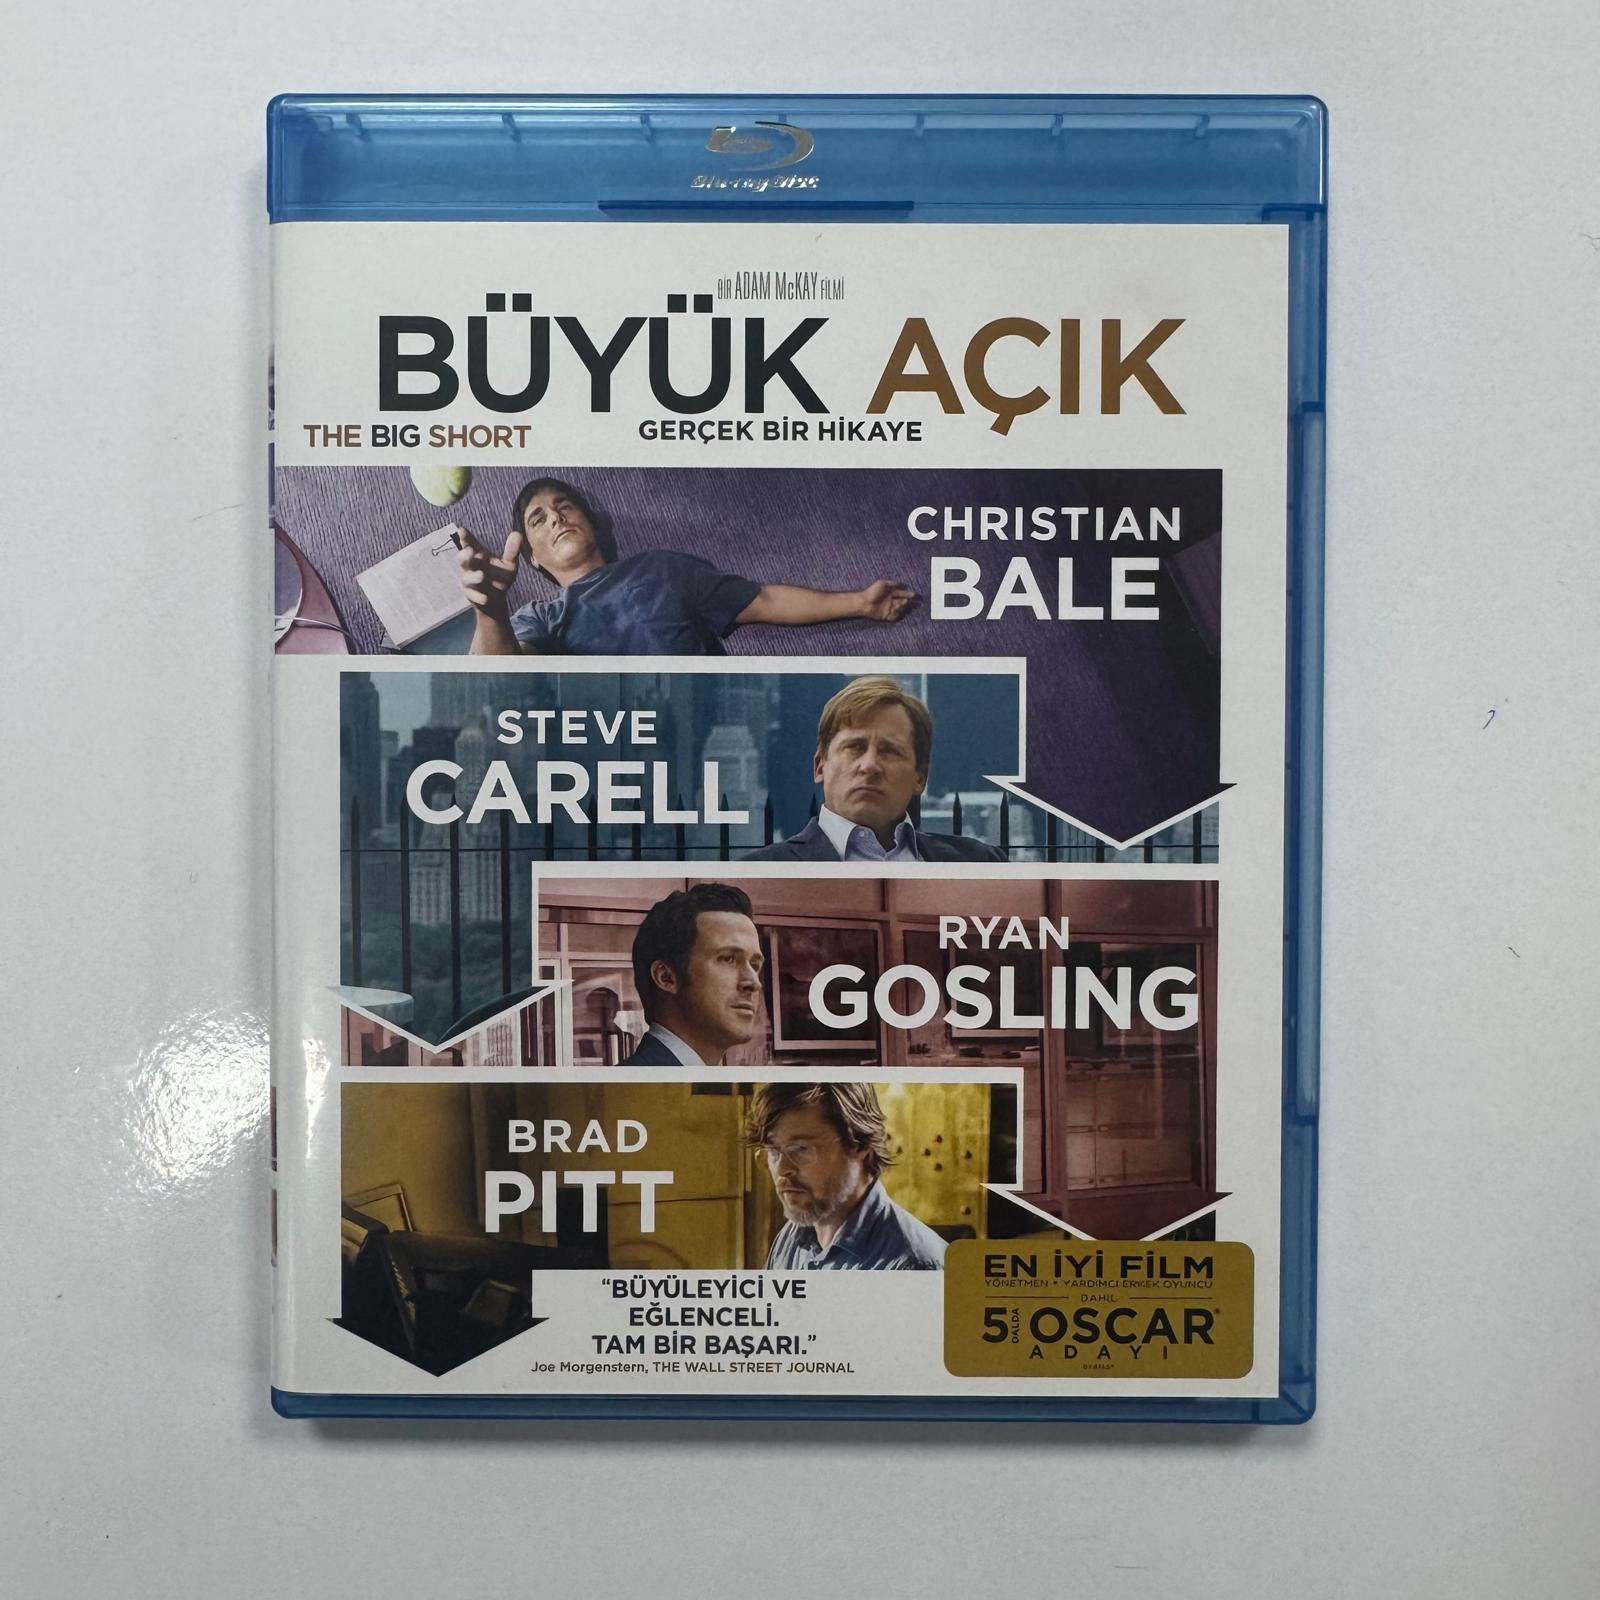 Blu-ray Disc
BİR ADAM McKAY FİLMİ
BÜYÜK AÇIK
THE BIG SHORT
GERÇEK BİR HİKAYE
CHRISTIAN
BALE
STEVE
CARELL
RYAN
GOSLING
BRAD
PITT
"BÜYÜLEYİCİ VE
EĞLENCELİ.
TAM BİR BAŞARI."
Joe Morgenstern, THE WALL STREET JOURNAL
EN İYİ FİLM
YÖNETMEN • YARDIMCI ERKEK OYUNCU
DAHİL
5 DALDA OSCAR®
ADAYI